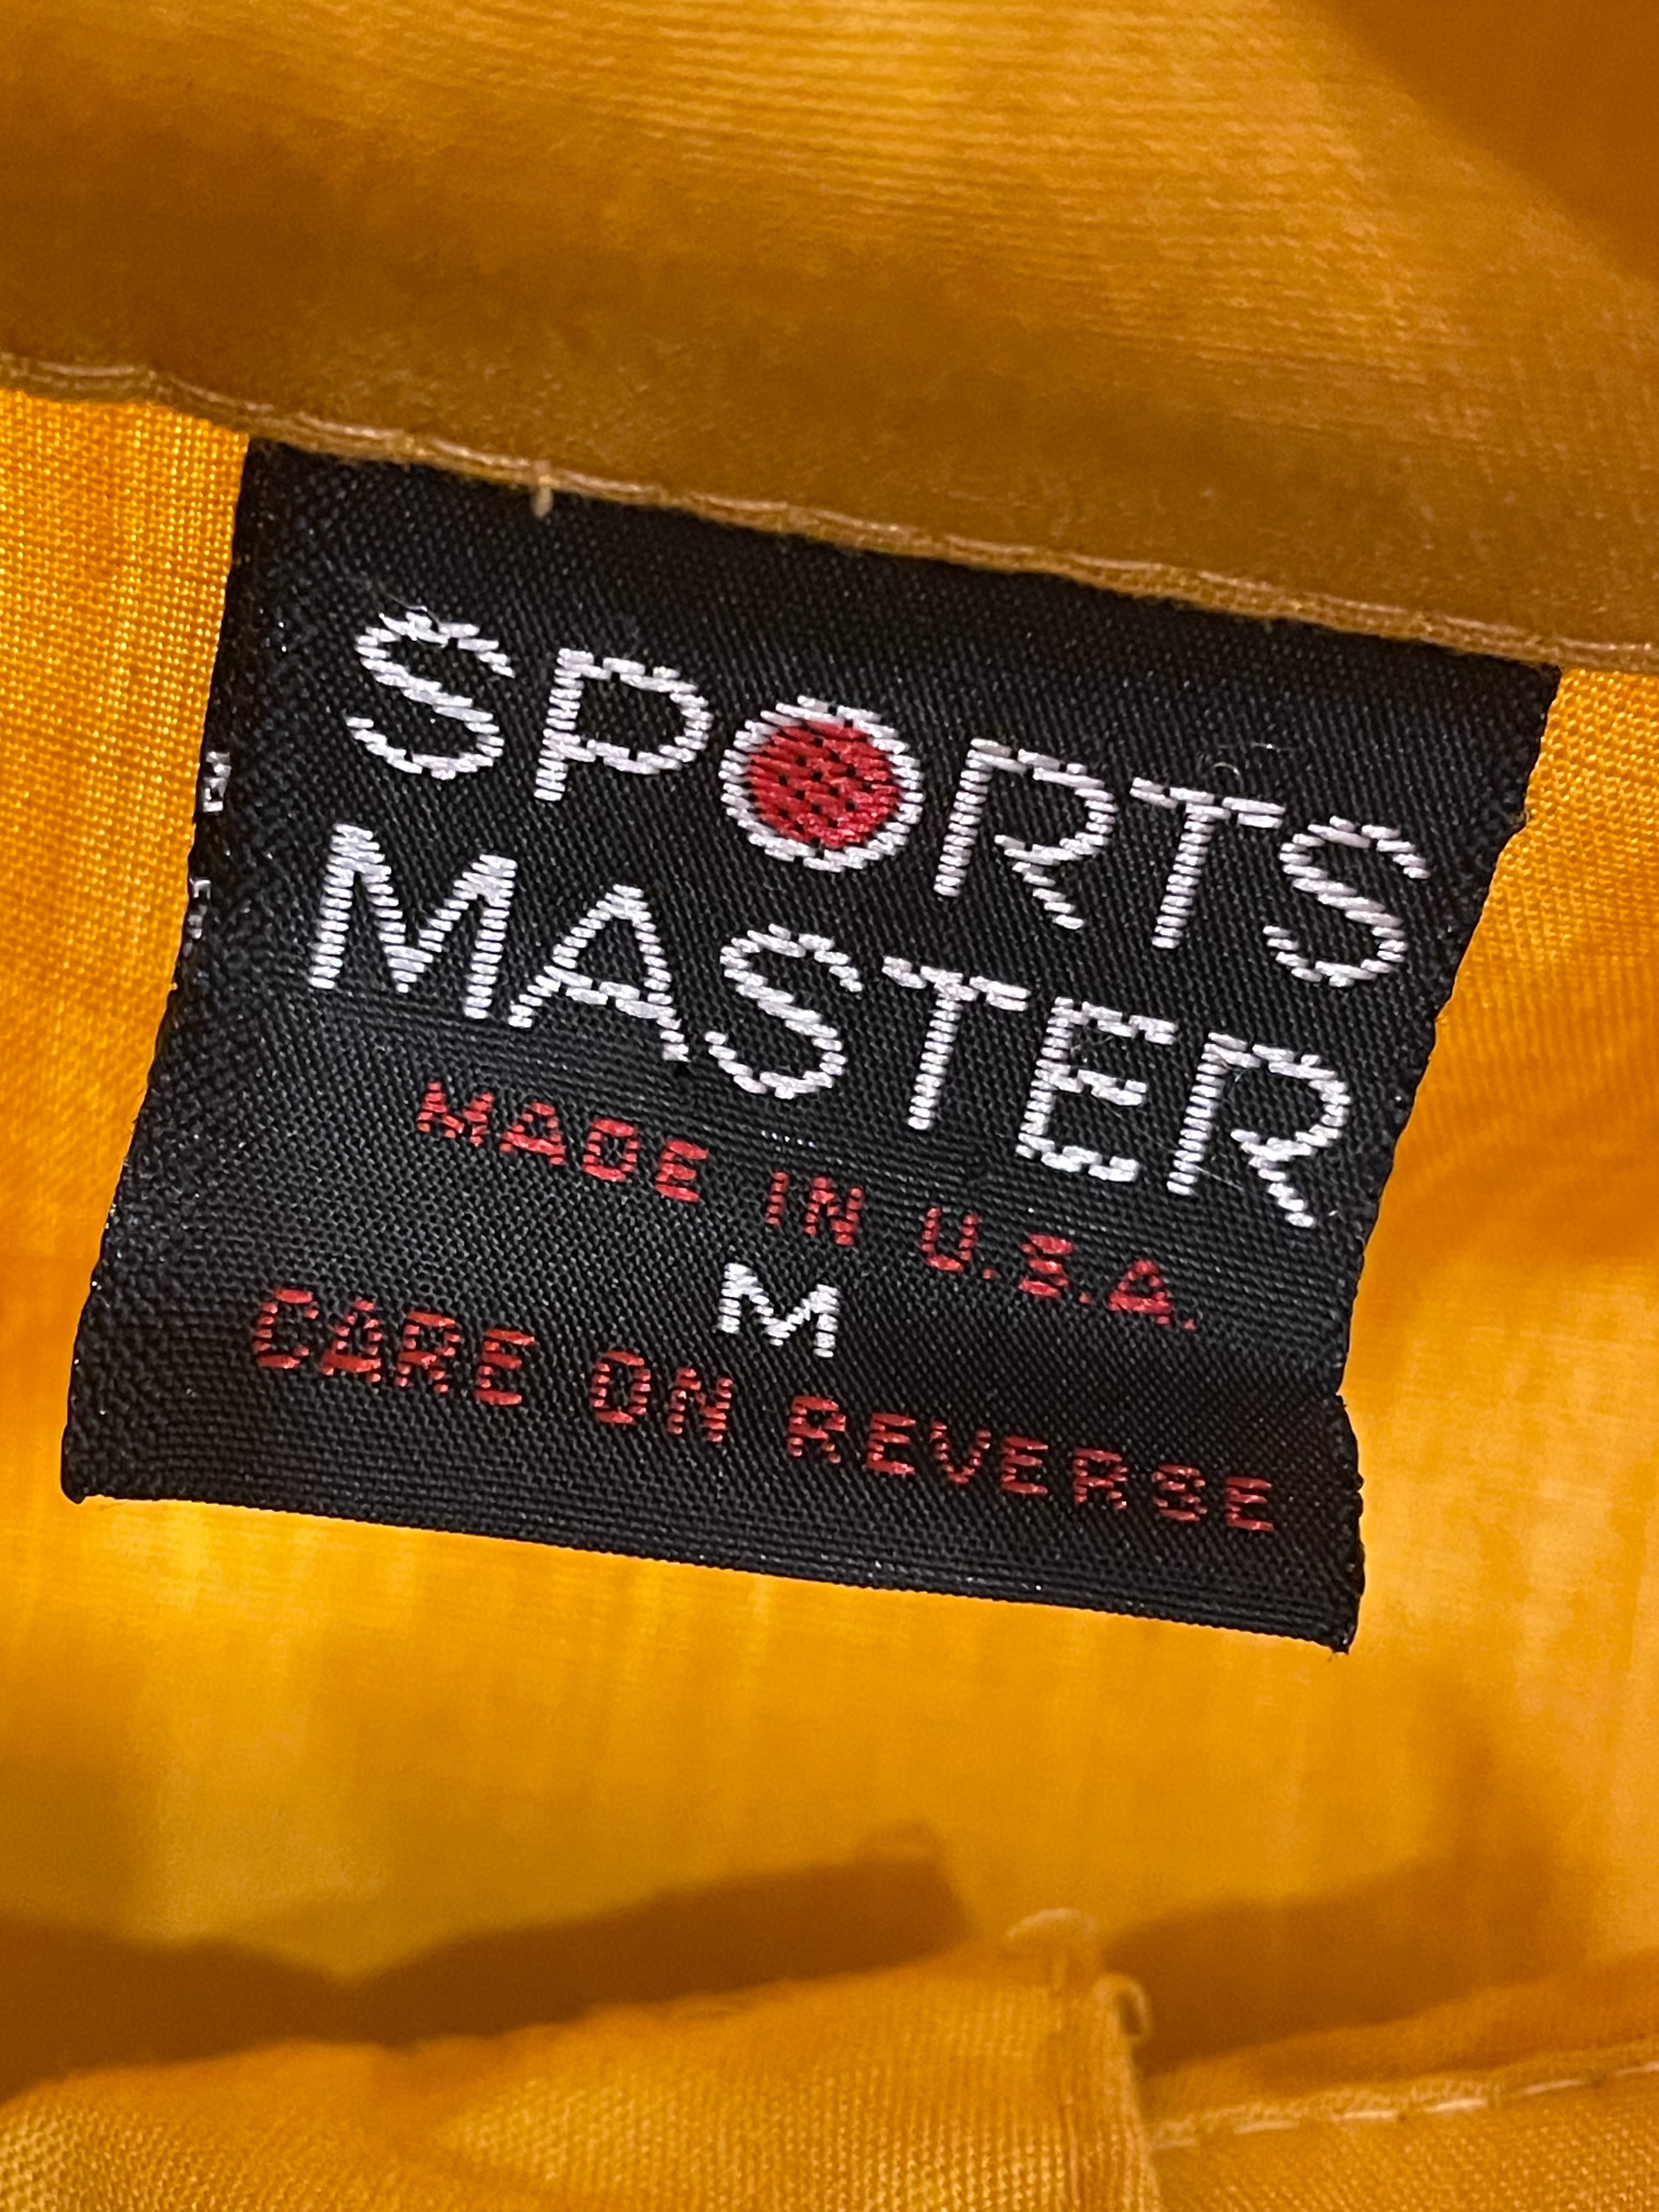 SPORTS
MASTER
MADE IN U.S.A.
M
CARE ON REVERSE